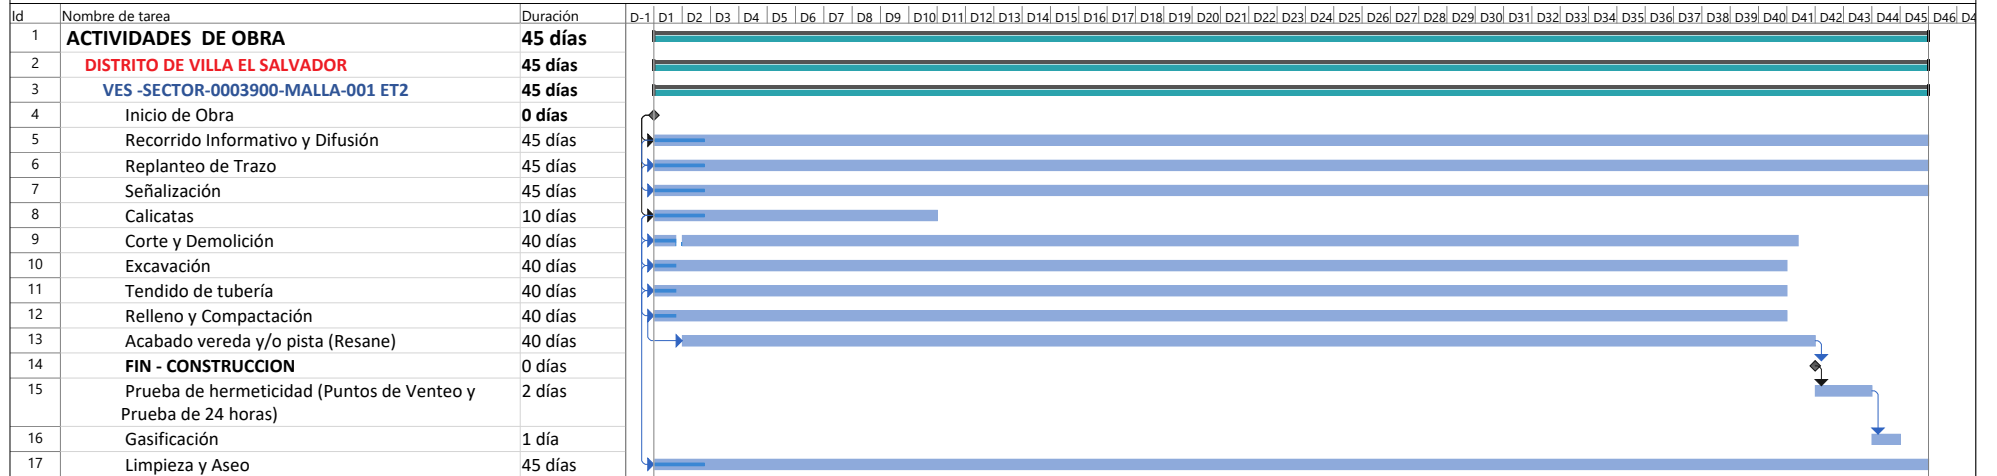 Id Nombre de tarea Duración D-1 D1 D2 D3 D4 D5 D6 D7 D8 D9 D10 D11 D12 D13 D14 D15 D16 D17 D18 D19 D20 D21 D22 D23 D24 D25 D26 D27 D28 D29 D30 D31 D32 D33 D34 D35 D36 D37 D38 D39 D40 D41 D42 D43 D44 D45 D46 D4
1 ACTIVIDADES DE OBRA 45 días
2 DISTRITO DE VILLA EL SALVADOR 45 días
3 VES -SECTOR-0003900-MALLA-001 ET2 45 días
4 Inicio de Obra 0 días
5 Recorrido Informativo y Difusión 45 días
6 Replanteo de Trazo 45 días
7 Señalización 45 días
8 Calicatas 10 días
9 Corte y Demolición 40 días
10 Excavación 40 días
11 Tendido de tubería 40 días
12 Relleno y Compactación 40 días
13 Acabado vereda y/o pista (Resane) 40 días
14 FIN - CONSTRUCCION 0 días
15 Prueba de hermeticidad (Puntos de Venteo y 2 días
Prueba de 24 horas)
16 Gasificación 1 día
17 Limpieza y Aseo 45 días